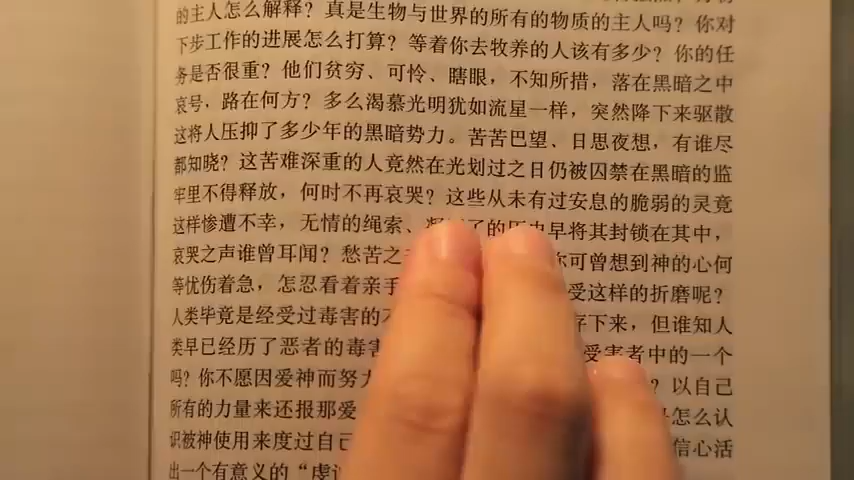 的主人怎么解释？真是生物与世界的所有的物质的主人吗？你对
下步工作的进展怎么打算？等着你去牧养的人该有多少？你的任
务是否很重？他们贫穷、可怜、瞎眼，不知所措，落在黑暗之中
哀号，路在何方？多么渴慕光明犹如流星一样，突然降下来驱散
这将人压抑了多少年的黑暗势力。苦苦巴望、日思夜想，有谁尽
都知晓？这苦难深重的人竟然在光划过之日仍被囚禁在黑暗的监
牢里不得释放，何时不再哀哭？这些从未有过安息的脆弱的灵竟
这样惨遭不幸，无情的绳索、 了的历史早将其封锁在其中，
哀哭之声谁曾耳闻？愁苦之 你可曾想到神的心何
等忧伤着急，怎忍看着亲手 受这样的折磨呢？
人类毕竟是经受过毒害的不 存下来，但谁知人
类早已经历了恶者的毒害 受害者中的一个
吗？你不愿因爱神而努力 ？以自己
所有的力量来还报那爱 怎么认
识被神使用来度过自己 信心活
出一个有意义的“虔